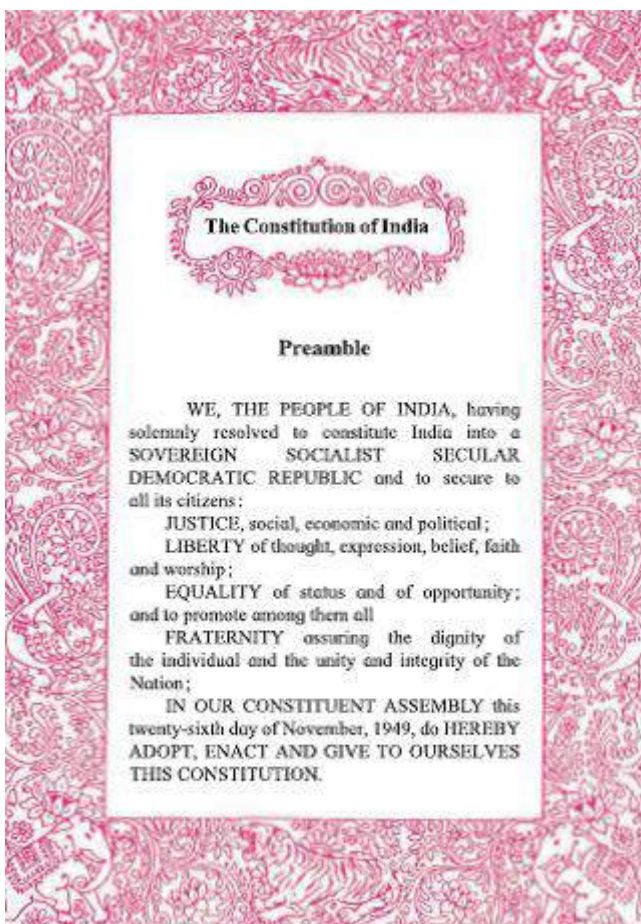 The Constitution of India
Preamble
WE, THE PEOPLE OF INDIA, having
solemnly resolved to constitute India into a
SOVEREIGN SOCIALIST SECULAR
DEMOCRATIC REPUBLIC and to secure to
all its citizens :
JUSTICE, social, economic and political ;
LIBERTY of thought, expression, belief, faith
and worship ;
EQUALITY of status and of opportunity ;
and to promote among them all
FRATERNITY assuring the dignity of
the individual and the unity and integrity of the
Nation ;
IN OUR CONSTITUENT ASSEMBLY this
twenty-sixth day of November, 1949, do HEREBY
ADOPT, ENACT AND GIVE TO OURSELVES
THIS CONSTITUTION.